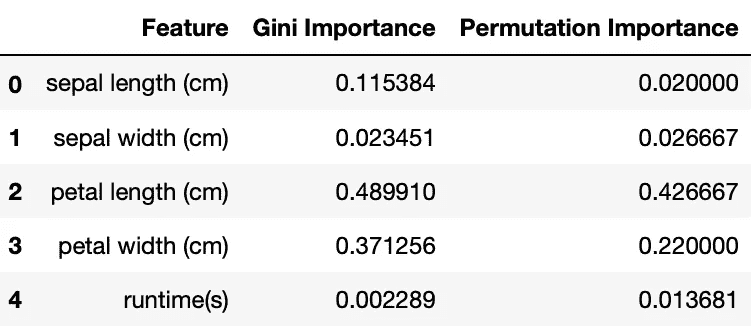 Feature Gini Importance Permutation Importance
0 sepal length (cm) 0.115384 0.020000
1 sepal width (cm) 0.023451 0.026667
2 petal length (cm) 0.489910 0.426667
3 petal width (cm) 0.371256 0.220000
4 runtime(s) 0.002289 0.013681